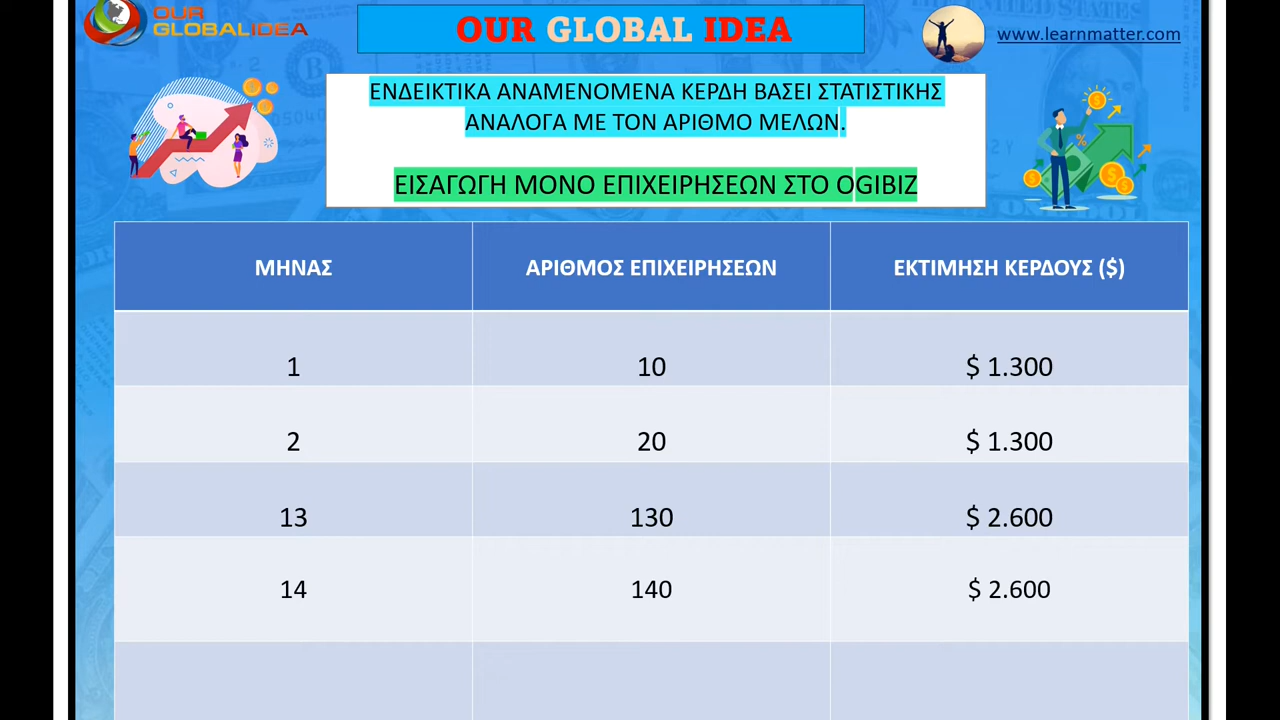 OUR
GLOBALIDEA
OUR GLOBAL IDEA
www.learnmatter.com
ΕΝΔΕΙΚΤΙΚΑ ΑΝΑΜΕΝΟΜΕΝΑ ΚΕΡΔΗ ΒΑΣΕΙ ΣΤΑΤΙΣΤΙΚΗΣ
ΑΝΑΛΟΓΑ ΜΕ ΤΟΝ ΑΡΙΘΜΟ ΜΕΛΩΝ.
ΕΙΣΑΓΩΓΗ ΜΟΝΟ ΕΠΙΧΕΙΡΗΣΕΩΝ ΣΤΟ OGIBIZ
ΜΗΝΑΣ ΑΡΙΘΜΟΣ ΕΠΙΧΕΙΡΗΣΕΩΝ ΕΚΤΙΜΗΣΗ ΚΕΡΔΟΥΣ ($)
1 10 $ 1.300
2 20 $ 1.300
13 130 $ 2.600
14 140 $ 2.600